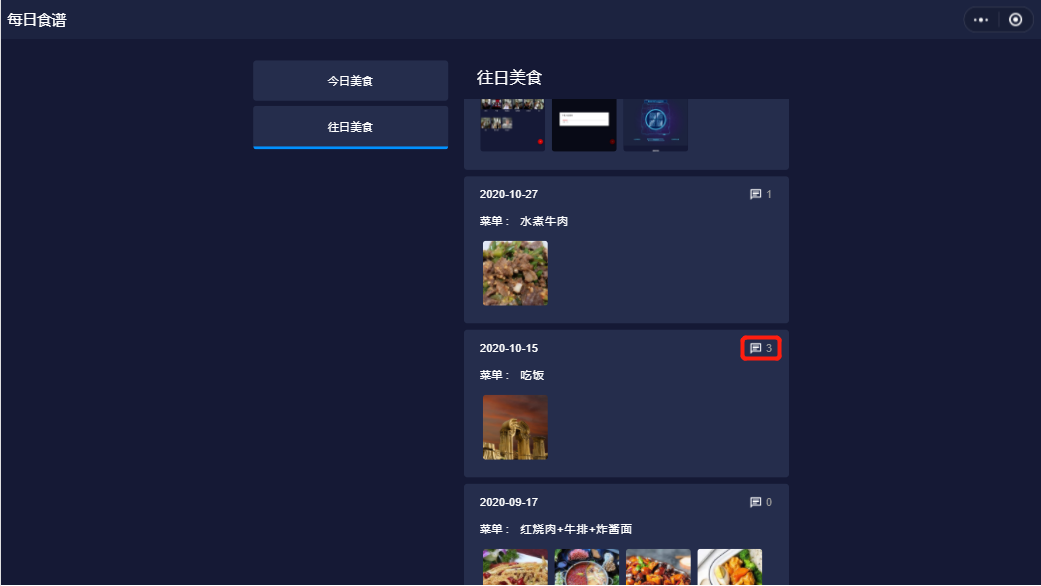 每日食谱
今日美食
往日美食
往日美食
2020-10-27
1
菜单： 水煮牛肉
2020-10-15
3
菜单： 吃饭
2020-09-17
0
菜单： 红烧肉+牛排+炸酱面